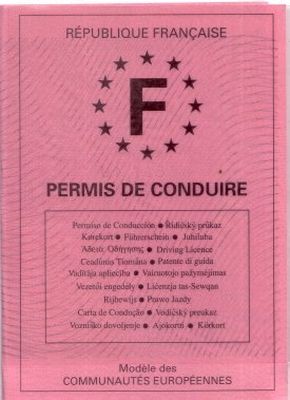 RÉPUBLIQUE FRANÇAISE
F
PERMIS DE CONDUIRE
Permiso de Conducción ● Řidičský průkaz
Kørekort ● Führerschein ● Juhiluba
Άδεια Οδήγησης ● Driving Licence
Ceadúnas Tiomána ● Patente di guida
Vadītāja apliecība ● Vairuotojo pažymėjimas
Vezetői engedély ● Liċenzja tas-Sewqan
Rijbewijs ● Prawo Jazdy
Carta de Condução ● Vodičský preukaz
Vozniško dovoljenje ● Ajokortti ● Körkort
Modèle des
COMMUNAUTÉS EUROPÉENNES